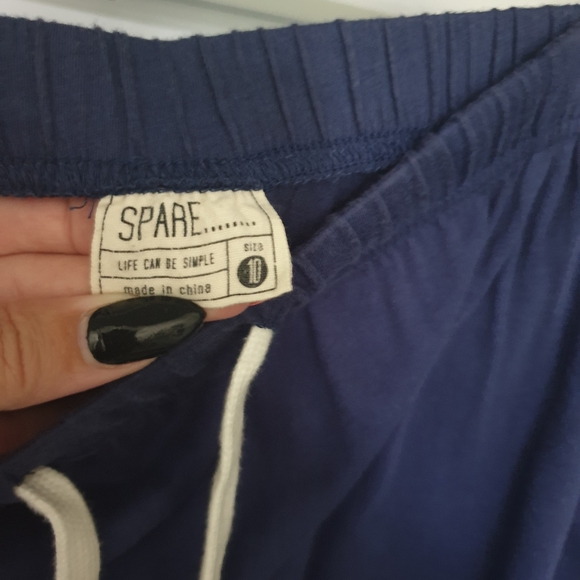 SPARE........
LIFE CAN BE SIMPLE
size
10
made in china